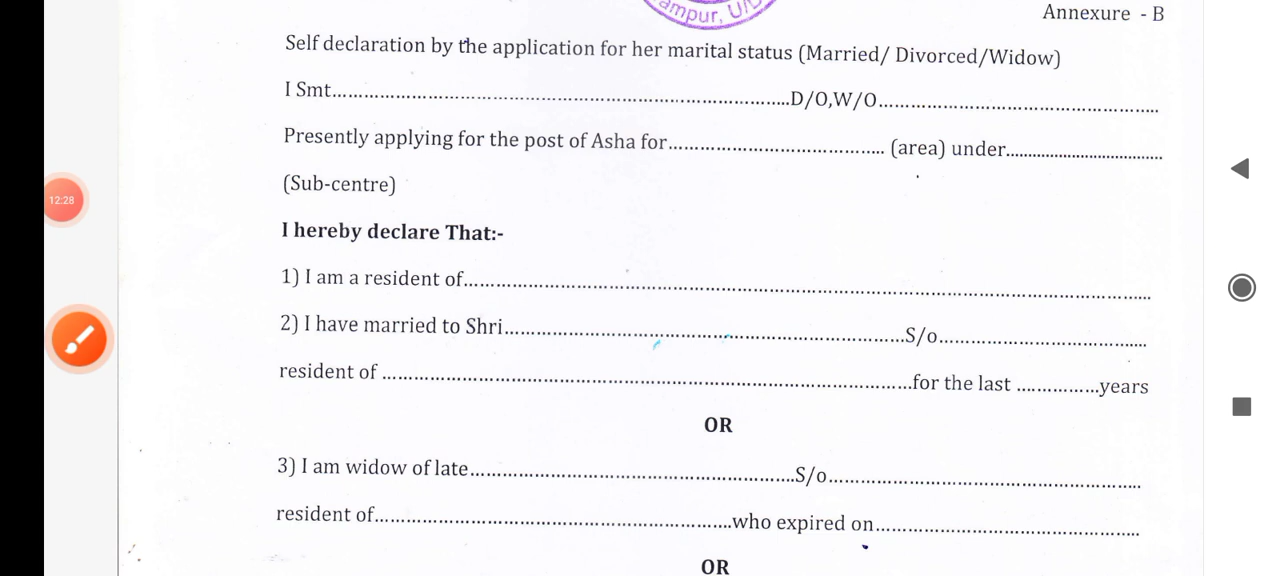 ampur, U
Annexure - B
Self declaration by the application for her marital status (Married/ Divorced/Widow)
I Smt................................................................................D/O,W/O................................................
Presently applying for the post of Asha for..................................... (area) under...........................
(Sub-centre)
I hereby declare That:-
12:28
1) I am a resident of........................................................................................................................
2) I have married to Shri.....................................................................S/o....................................
resident of ...........................................................................................for the last ..............years
OR
3) I am widow of late........................................................S/o......................................................
resident of.............................................................who expired on..............................................
OR